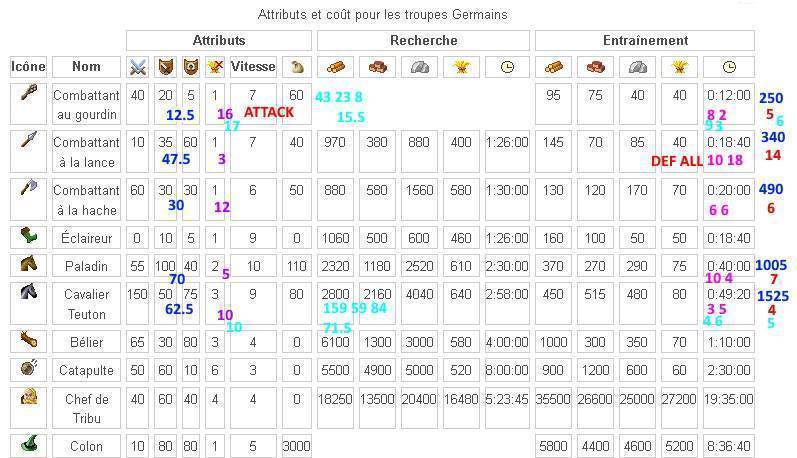 Attributs et coût pour les troupes Germains
Attributs Recherche Entraînement
Icône Nom Vitesse
Combattant au gourdin 40 20 5 1 7 60 95 75 40 40 0:12:00
12.5 16 17 ATTACK 43 23 8 15.5 8 2 9 3 250 5 6
Combattant à la lance 10 35 60 1 7 40 970 380 880 400 1:26:00 145 70 85 40 0:18:40
47.5 3 DEF ALL 10 18 340 14
Combattant à la hache 60 30 30 1 6 50 880 580 1560 580 1:30:00 130 120 170 70 0:20:00
30 12 6 6 490 6
Éclaireur 0 10 5 1 9 0 1060 500 600 460 1:26:00 160 100 50 50 0:18:40
Paladin 55 100 40 2 10 110 2320 1180 2520 610 2:30:00 370 270 290 75 0:40:00
70 5 10 4 1005 7
Cavalier Teuton 150 50 75 3 9 80 2800 2160 4040 640 2:58:00 450 515 480 80 0:49:20
62.5 10 10 159 59 84 71.5 3 5 4 6 1525 4 5
Bélier 65 30 80 3 4 0 6100 1300 3000 580 4:00:00 1000 300 350 70 1:10:00
Catapulte 50 60 10 6 3 0 5500 4900 5000 520 8:00:00 900 1200 600 60 2:30:00
Chef de Tribu 40 60 40 4 4 0 18250 13500 20400 16480 5:23:45 35500 26600 25000 27200 19:35:00
Colon 10 80 80 1 5 3000 5800 4400 4600 5200 8:36:40